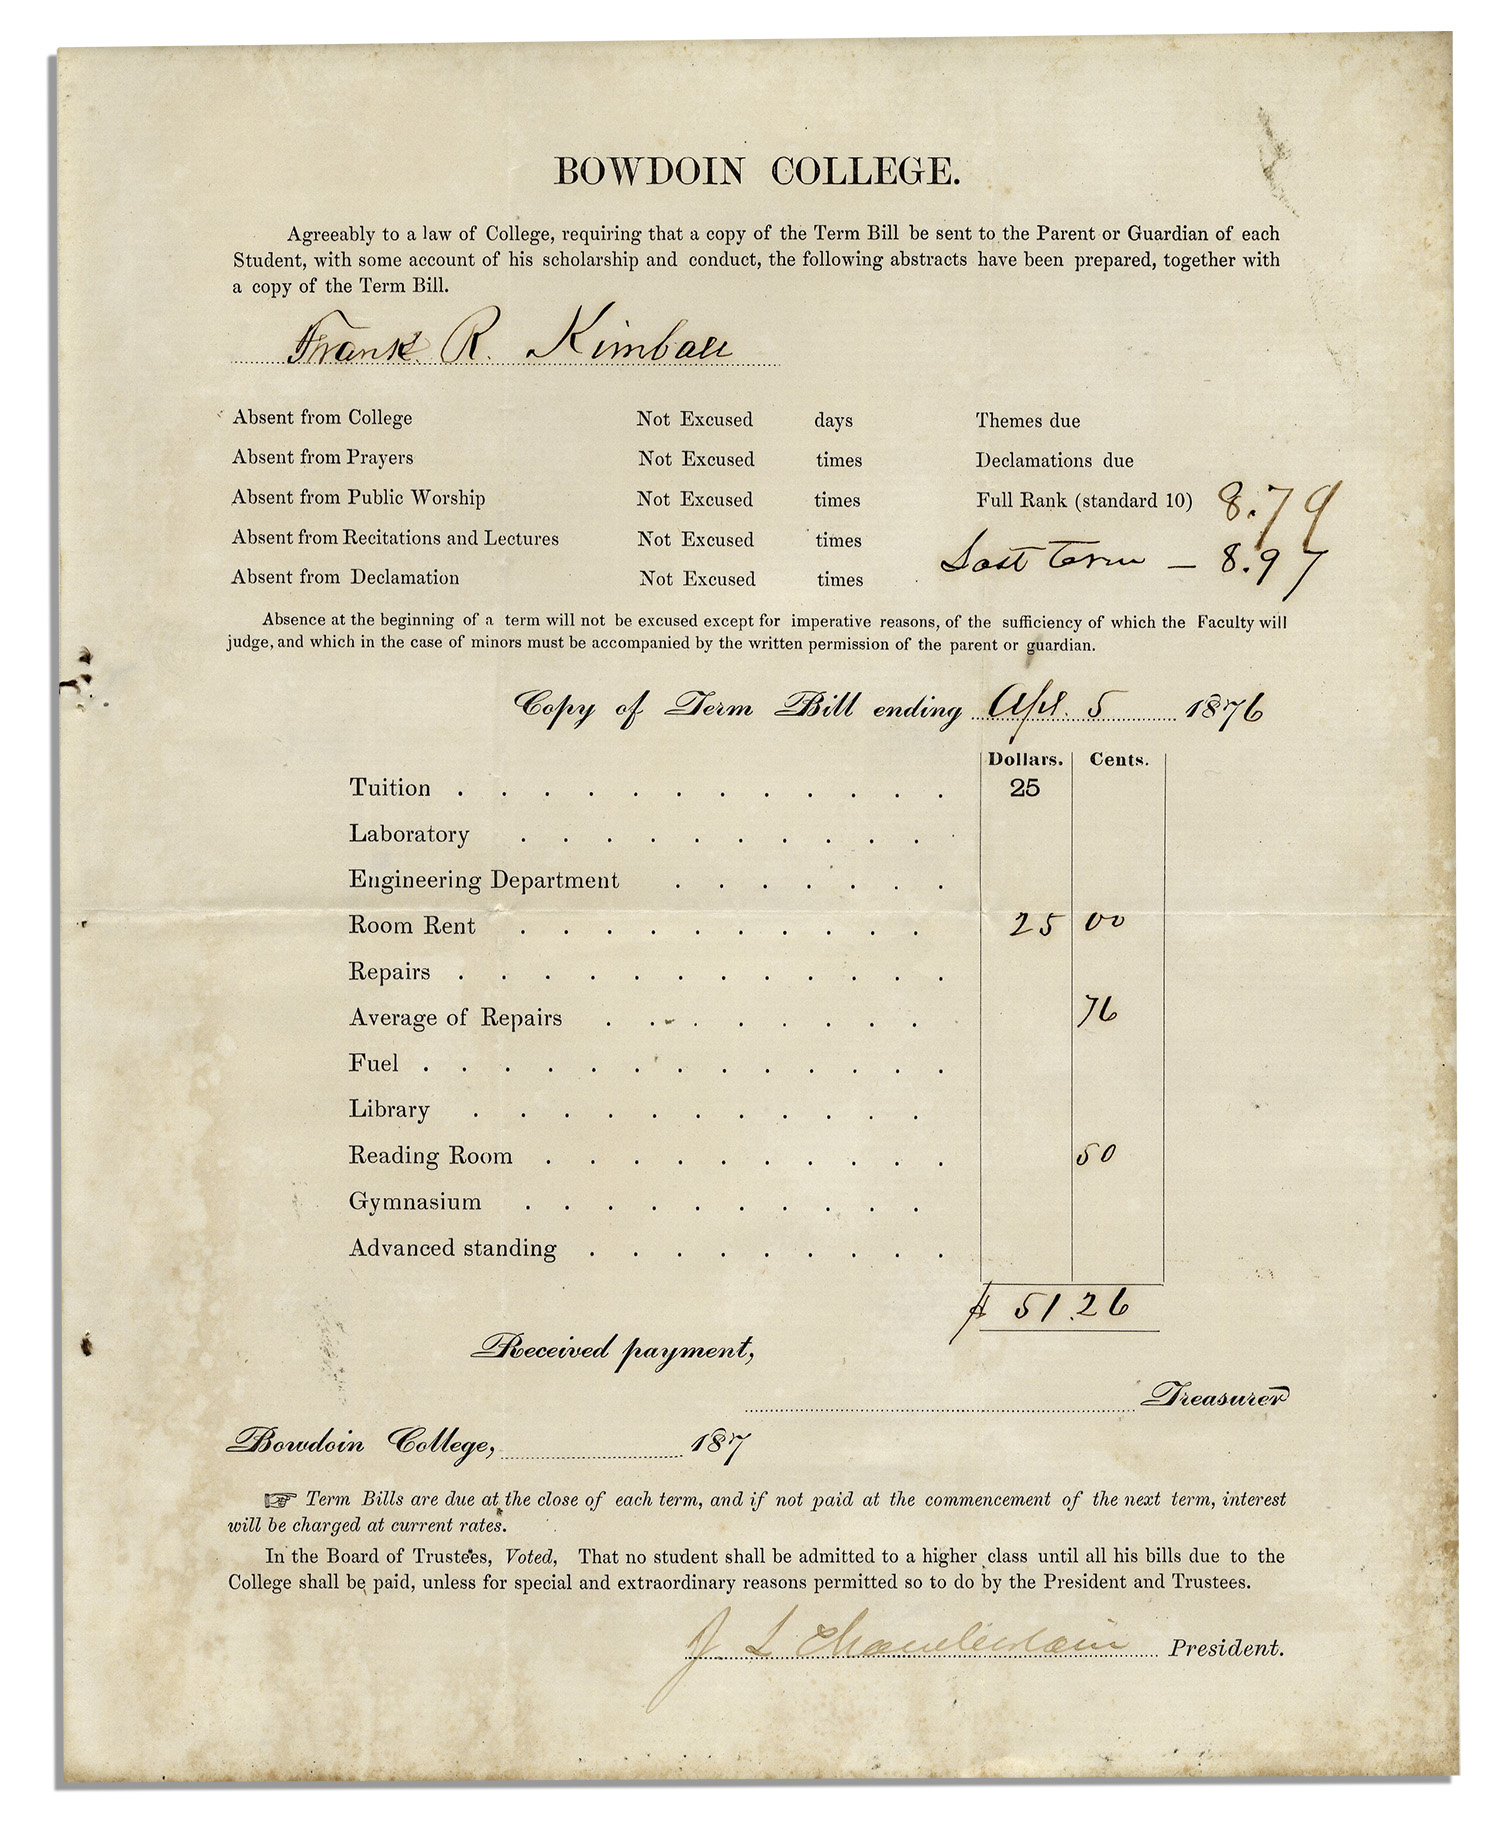 BOWDOIN COLLEGE.
Agreeably to a law of College, requiring that a copy of the Term Bill be sent to the Parent or Guardian of each
Student, with some account of his scholarship and conduct, the following abstracts have been prepared, together with
a copy of the Term Bill.
Frank R. Kimball
Absent from College Not Excused days Themes due
Absent from Prayers Not Excused times Declamations due
Absent from Public Worship Not Excused times Full Rank (standard 10) 8.79
Absent from Recitations and Lectures Not Excused times Last term — 8.97
Absent from Declamation Not Excused times
Absence at the beginning of a term will not be excused except for imperative reasons, of the sufficiency of which the Faculty will
judge, and which in the case of minors must be accompanied by the written permission of the parent or guardian.
Copy of Term Bill ending Apl. 5 1876
Dollars. Cents.
Tuition . . . . . . . . . . . . 25
Laboratory . . . . . . . . . .
Engineering Department . . . . . . .
Room Rent . . . . . . . . . . 25 00
Repairs . . . . . . . . . . . .
Average of Repairs . . . . . . . . 76
Fuel . . . . . . . . . . . . .
Library . . . . . . . . . . .
Reading Room . . . . . . . . . . 50
Gymnasium . . . . . . . . . .
Advanced standing . . . . . . . . .
$ 51.26
Received payment,
Treasurer
Bowdoin College, 187
☞ Term Bills are due at the close of each term, and if not paid at the commencement of the next term, interest
will be charged at current rates.
In the Board of Trustees, Voted, That no student shall be admitted to a higher class until all his bills due to the
College shall be paid, unless for special and extraordinary reasons permitted so to do by the President and Trustees.
J L Chamberlain President.